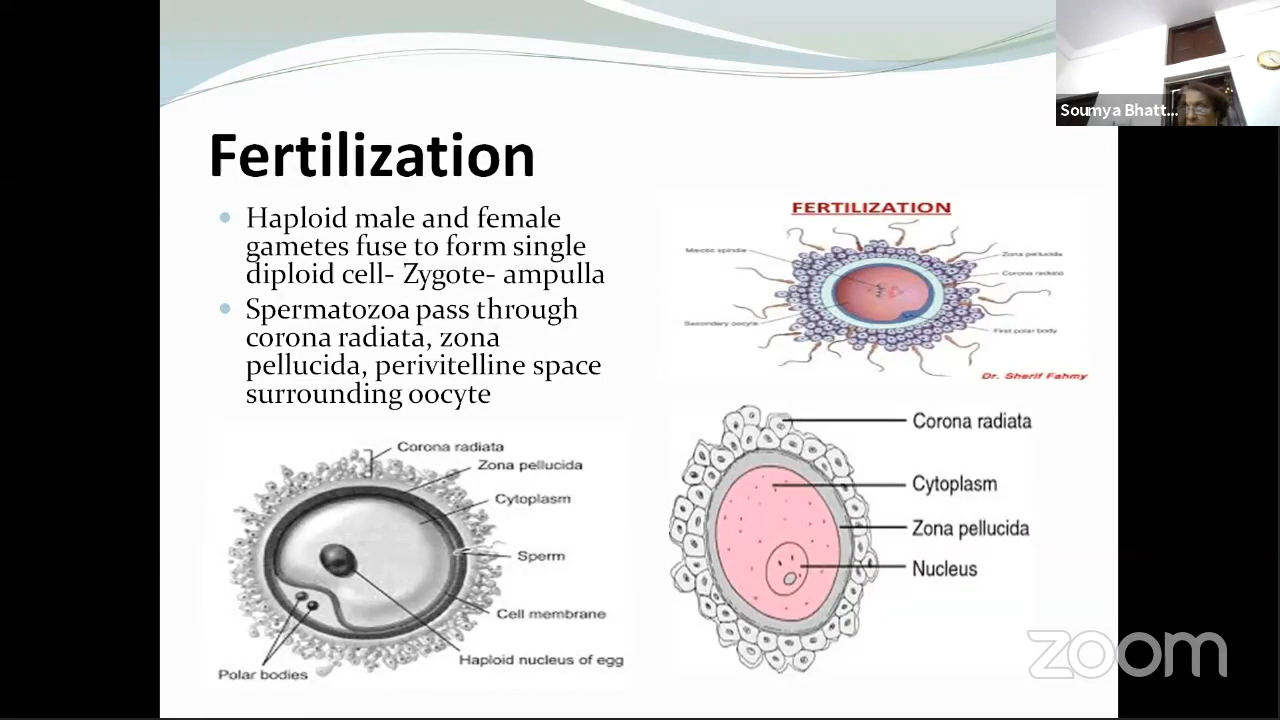 Soumya Bhatt...
Fertilization
Haploid male and female
gametes fuse to form single
diploid cell- Zygote- ampulla
Spermatozoa pass through
corona radiata, zona
pellucida, perivitelline space
surrounding oocyte
FERTILIZATION
Meiotic spindle
Zona pellucida
Corona radiata
Secondary oocyte
First polar body
Dr. Sherif Fahmy
Corona radiata
Zona pellucida
Cytoplasm
Sperm
Cell membrane
Haploid nucleus of egg
Polar bodies
Corona radiata
Cytoplasm
Zona pellucida
Nucleus
zoom